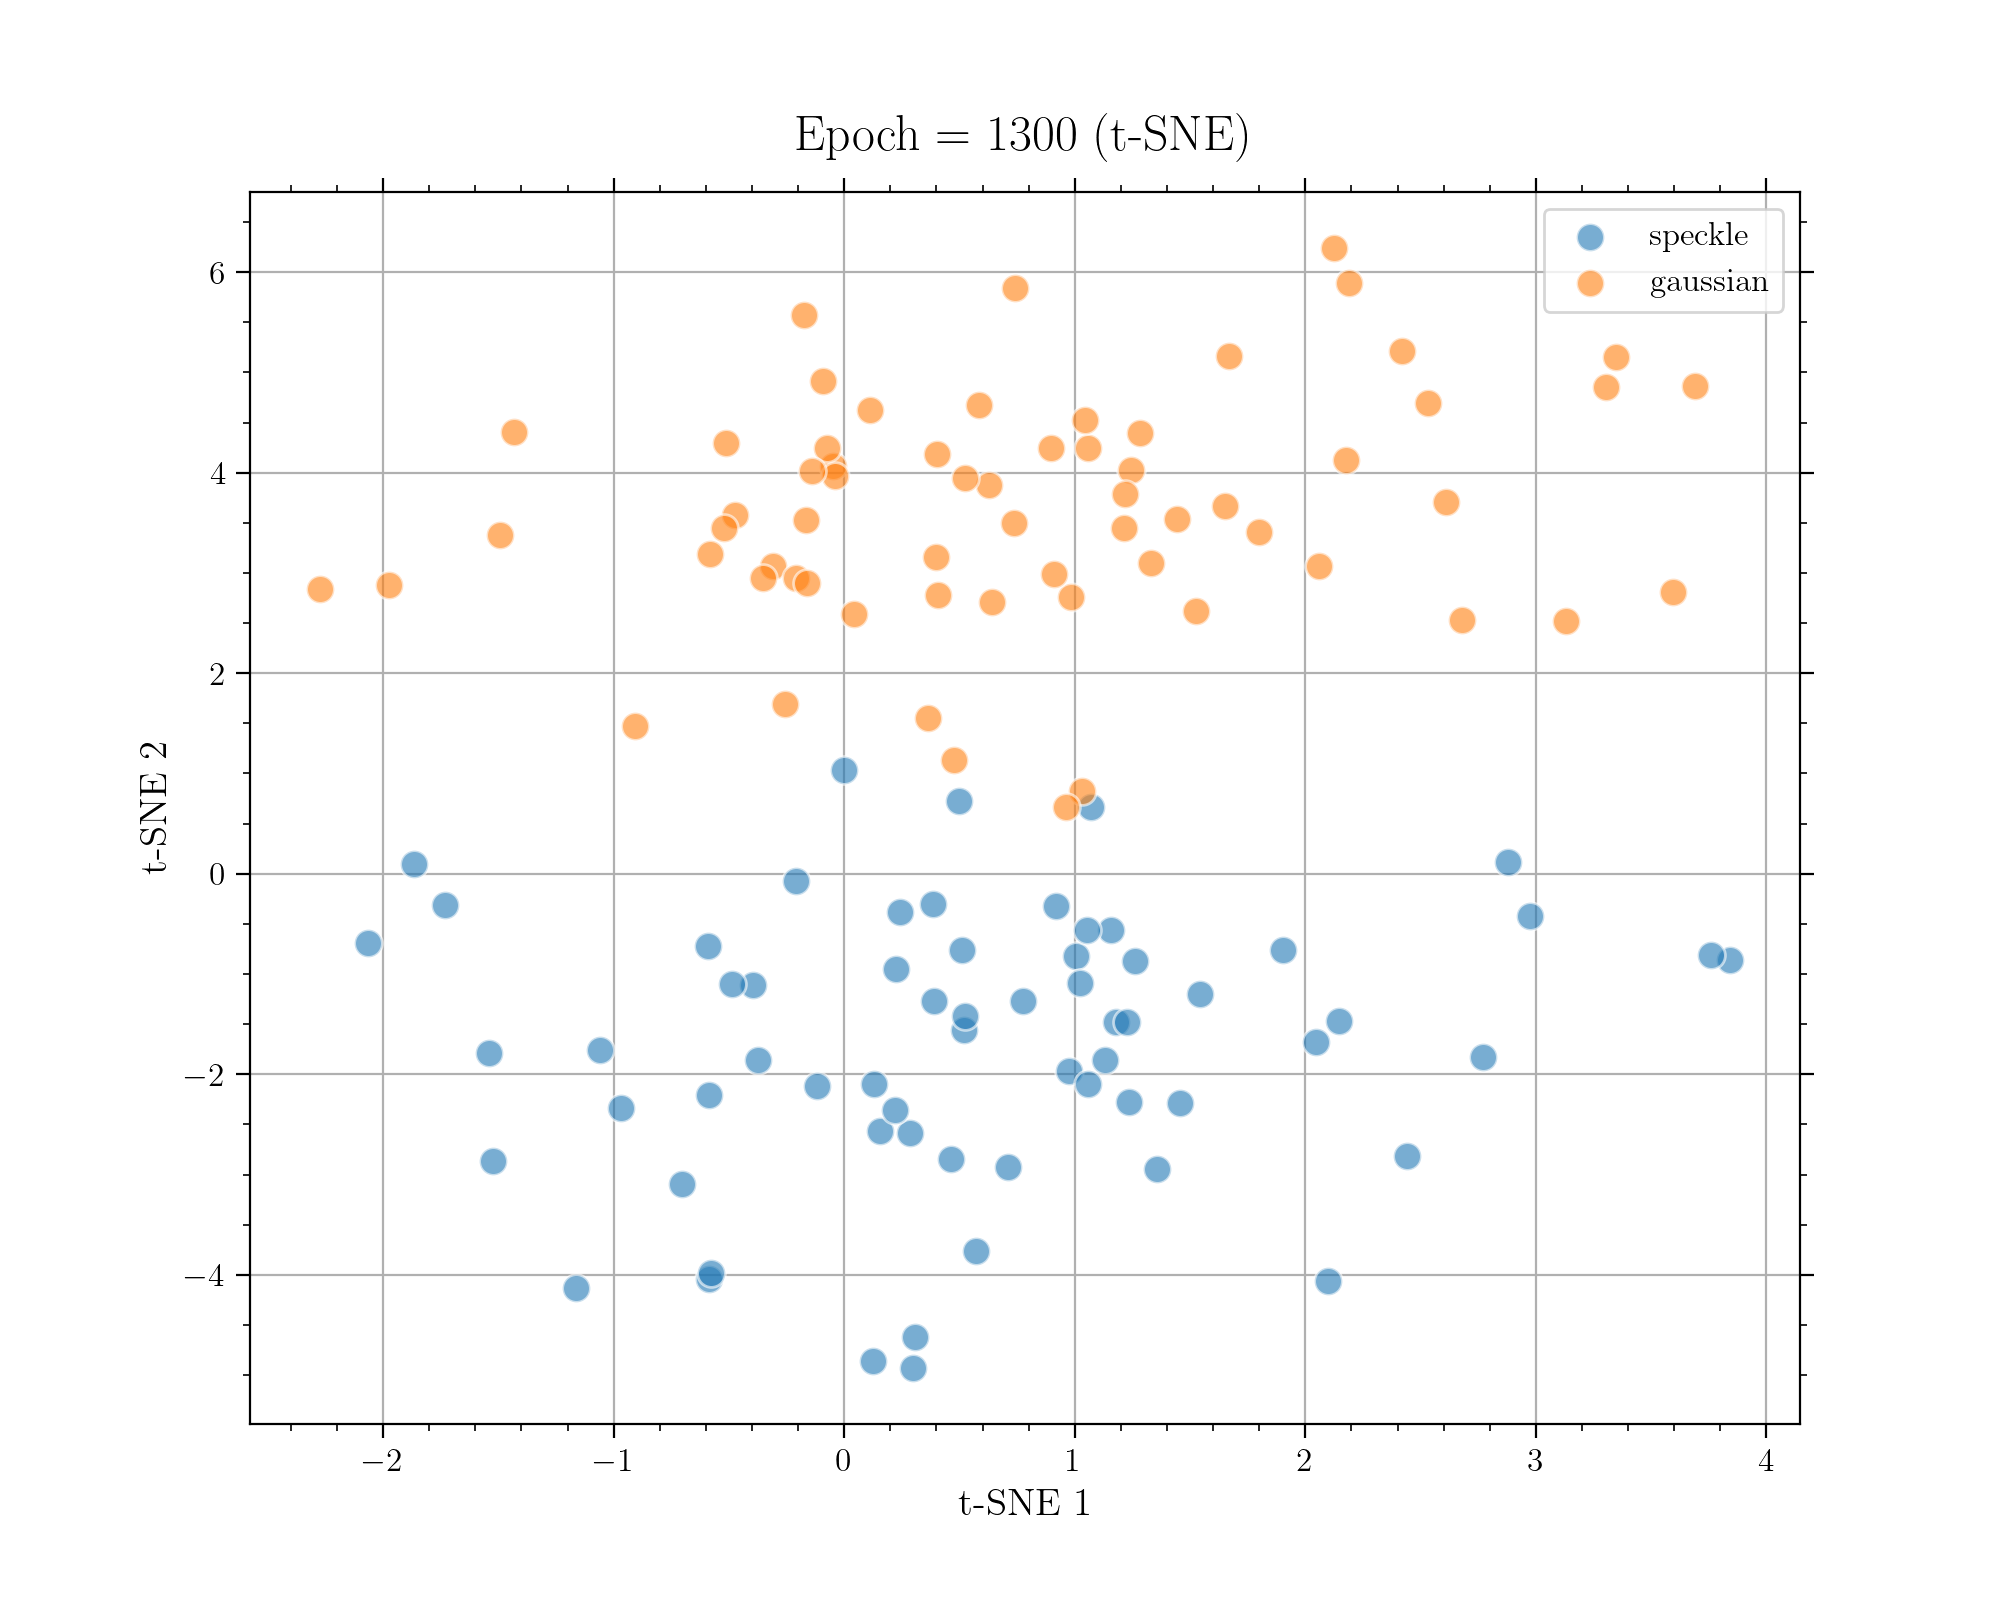 Epoch = 1300 (t-SNE)
speckle
gaussian
6
4
2
0
−2
−4
t-SNE 2
−2
−1
0
1
2
3
4
t-SNE 1